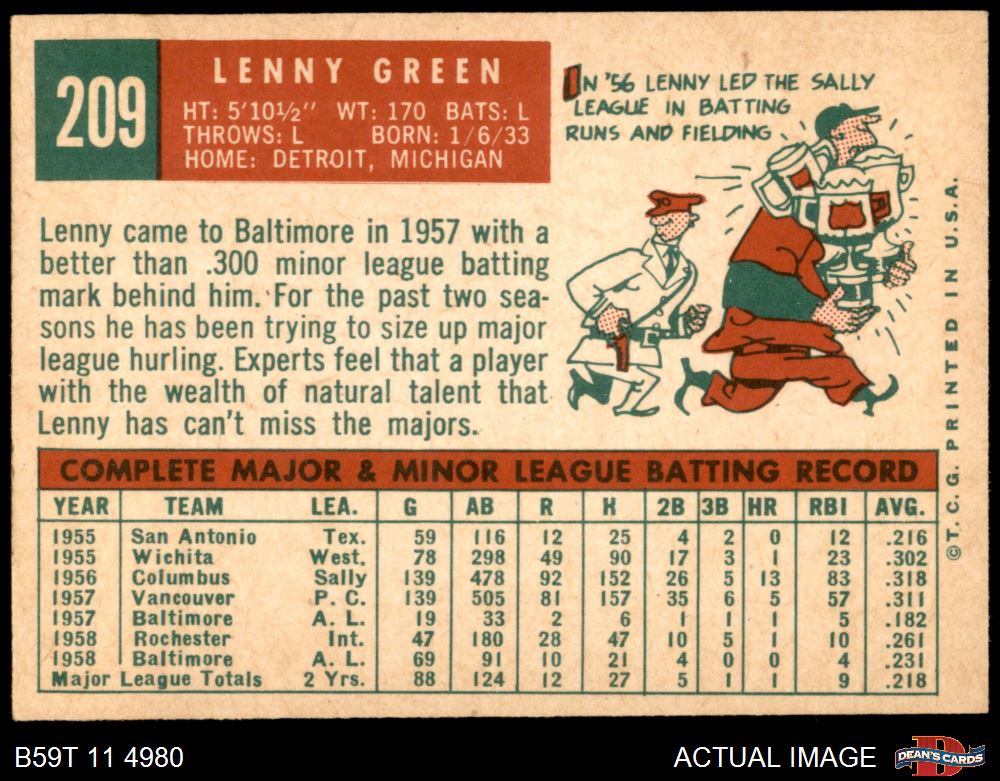 209
LENNY GREEN
HT: 5'10½" WT: 170 BATS: L
THROWS: L BORN: 1/6/33
HOME: DETROIT, MICHIGAN
IN '56 LENNY LED THE SALLY
LEAGUE IN BATTING
RUNS AND FIELDING
Lenny came to Baltimore in 1957 with a
better than .300 minor league batting
mark behind him. For the past two sea-
sons he has been trying to size up major
league hurling. Experts feel that a player
with the wealth of natural talent that
Lenny has can't miss the majors.
COMPLETE MAJOR & MINOR LEAGUE BATTING RECORD
YEAR TEAM LEA. G AB R H 2B 3B HR RBI AVG.
1955 San Antonio Tex. 59 116 12 25 4 2 0 12 .216
1955 Wichita West. 78 298 49 90 17 3 1 23 .302
1956 Columbus Sally 139 478 92 152 26 5 13 83 .318
1957 Vancouver P. C. 139 505 81 157 35 6 5 57 .311
1957 Baltimore A. L. 19 33 2 6 1 1 1 5 .182
1958 Rochester Int. 47 180 28 47 10 5 1 10 .261
1958 Baltimore A. L. 69 91 10 21 4 0 0 4 .231
Major League Totals 2 Yrs. 88 124 12 27 5 1 1 9 .218
©T. C. G. PRINTED IN U.S.A.
B59T 11 4980
ACTUAL IMAGE
DEAN'S CARDS